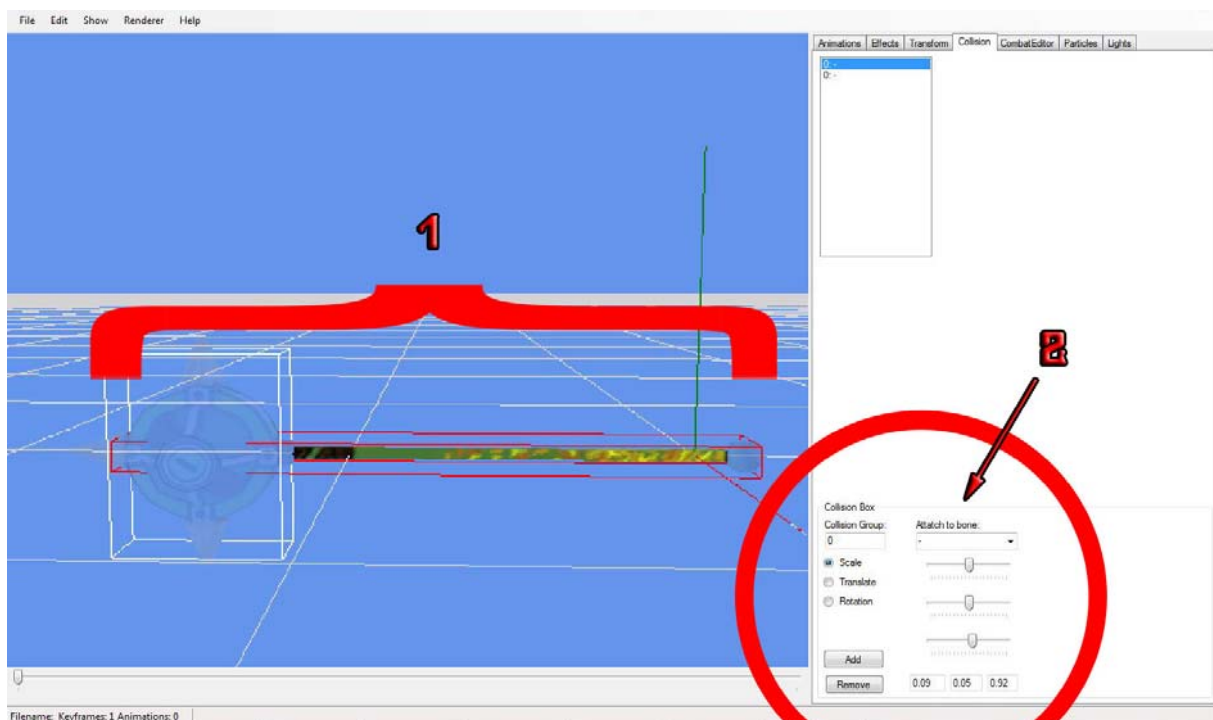 File Edit Show Renderer Help
Animations Effects Transform Collision CombatEditor Particles Lights
0: -
0: -
1
2
Collision Box
Collision Group: Attatch to bone:
0 -
Scale
Translate
Rotation
Add
Remove 0.09 0.05 0.92
Filename: Keyframes: 1 Animations: 0